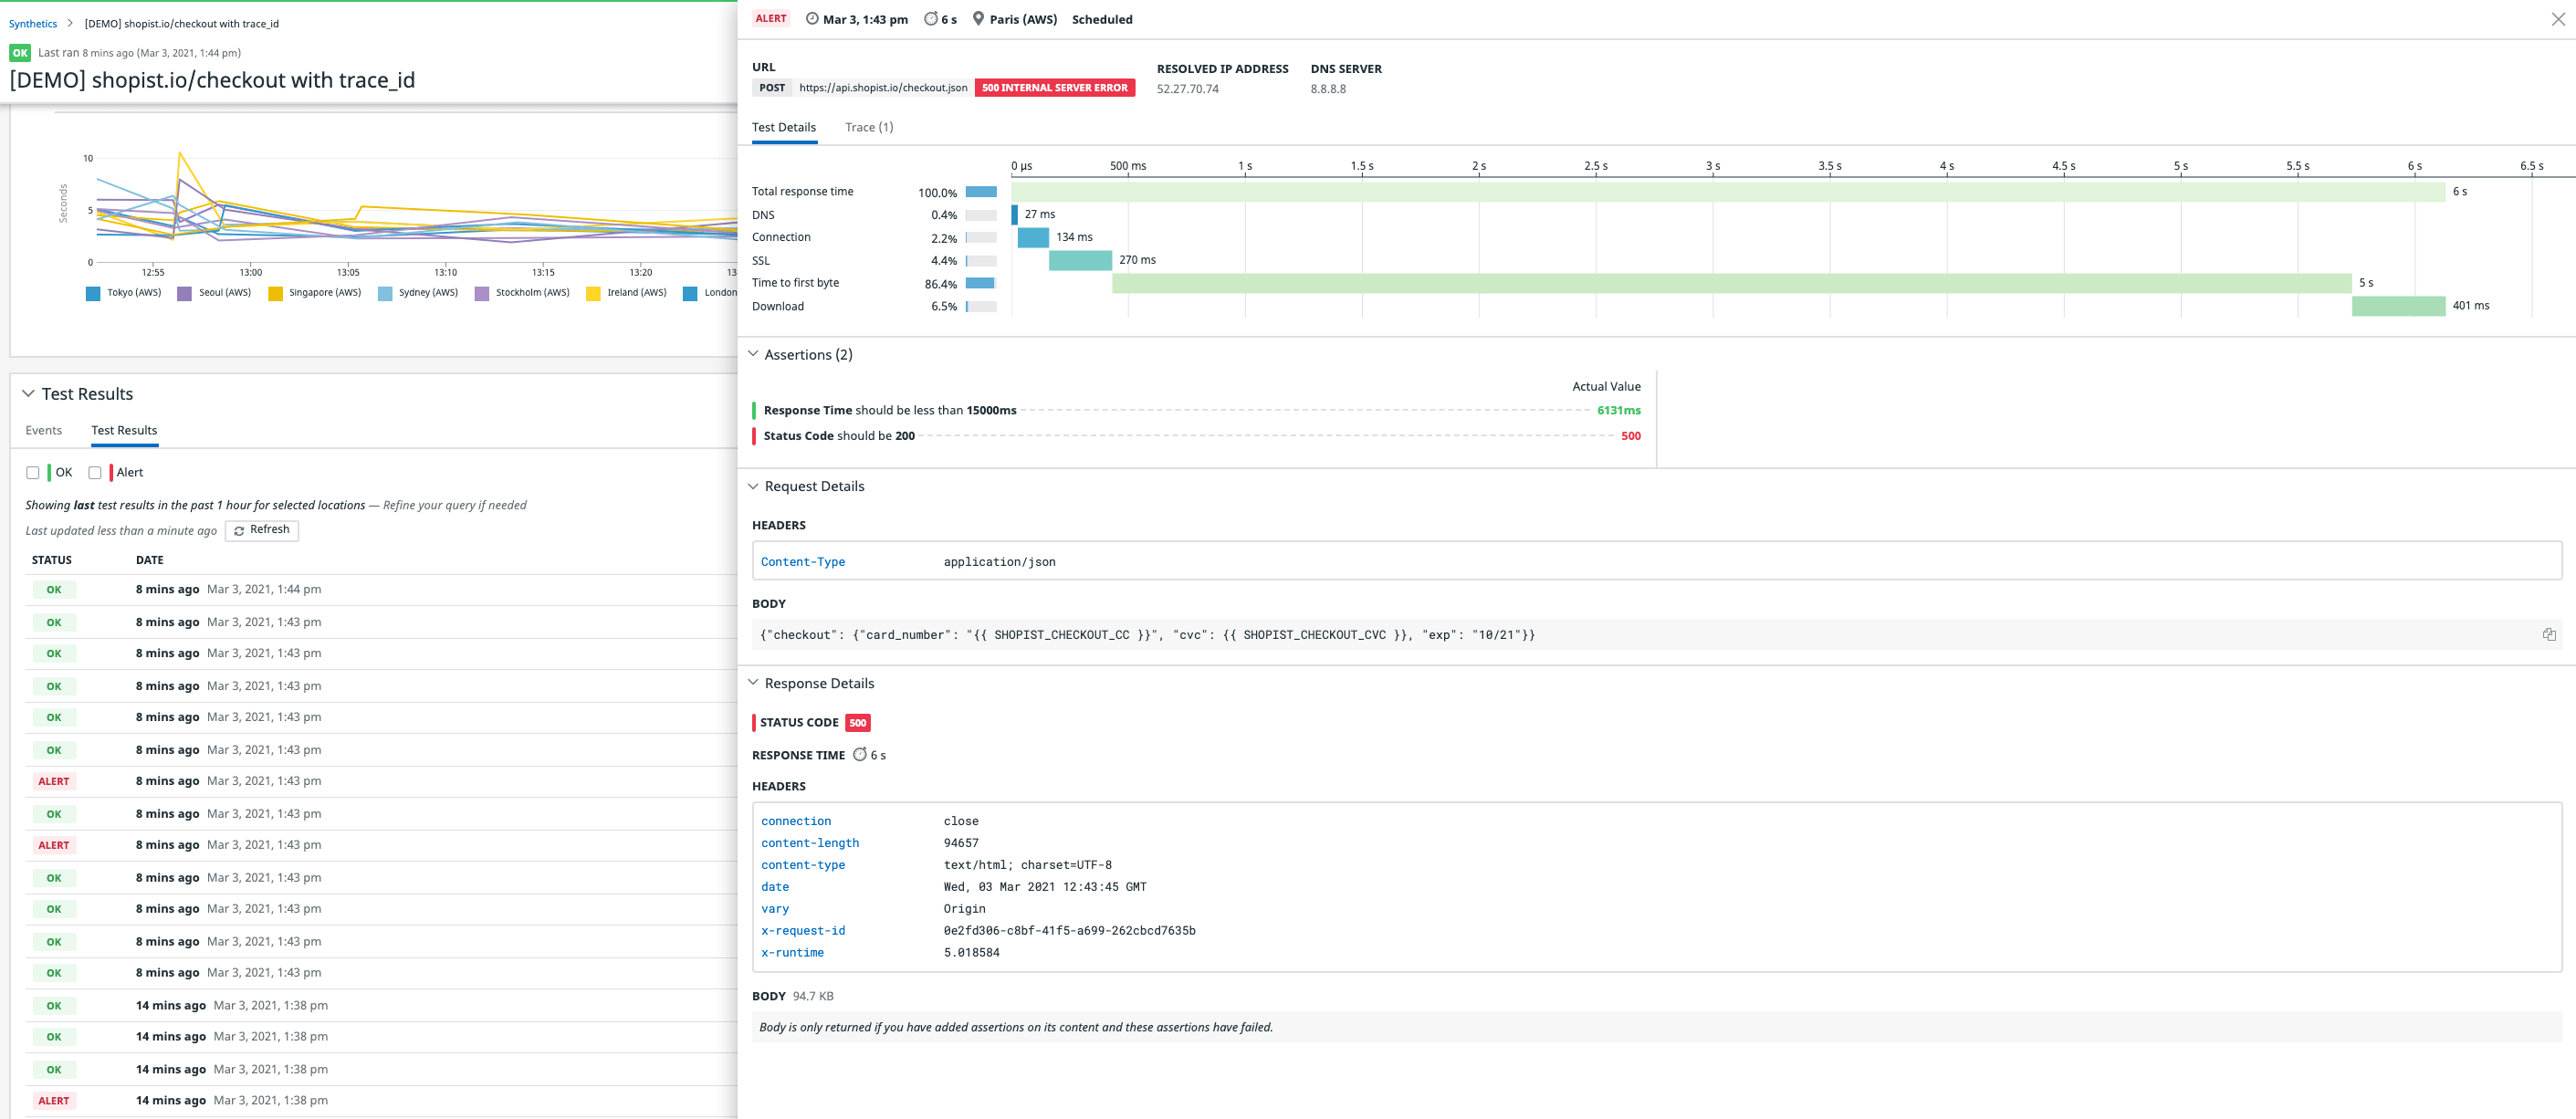 Synthetics > [DEMO] shopist.io/checkout with trace_id
OK Last ran 8 mins ago (Mar 3, 2021, 1:44 pm)
[DEMO] shopist.io/checkout with trace_id
10
5
0
Seconds
12:55 13:00 13:05 13:10 13:15 13:20 13
Tokyo (AWS) Seoul (AWS) Singapore (AWS) Sydney (AWS) Stockholm (AWS) Ireland (AWS) London
Test Results
Events Test Results
OK Alert
Showing last test results in the past 1 hour for selected locations — Refine your query if needed
Last updated less than a minute ago Refresh
STATUS DATE
OK 8 mins ago Mar 3, 2021, 1:44 pm
OK 8 mins ago Mar 3, 2021, 1:43 pm
OK 8 mins ago Mar 3, 2021, 1:43 pm
OK 8 mins ago Mar 3, 2021, 1:43 pm
OK 8 mins ago Mar 3, 2021, 1:43 pm
OK 8 mins ago Mar 3, 2021, 1:43 pm
ALERT 8 mins ago Mar 3, 2021, 1:43 pm
OK 8 mins ago Mar 3, 2021, 1:43 pm
ALERT 8 mins ago Mar 3, 2021, 1:43 pm
OK 8 mins ago Mar 3, 2021, 1:43 pm
OK 8 mins ago Mar 3, 2021, 1:43 pm
OK 8 mins ago Mar 3, 2021, 1:43 pm
OK 8 mins ago Mar 3, 2021, 1:43 pm
OK 14 mins ago Mar 3, 2021, 1:38 pm
OK 14 mins ago Mar 3, 2021, 1:38 pm
OK 14 mins ago Mar 3, 2021, 1:38 pm
ALERT 14 mins ago Mar 3, 2021, 1:38 pm
ALERT Mar 3, 1:43 pm 6 s Paris (AWS) Scheduled
URL RESOLVED IP ADDRESS DNS SERVER
POST https://api.shopist.io/checkout.json 500 INTERNAL SERVER ERROR 52.27.70.74 8.8.8.8
Test Details Trace (1)
0 µs 500 ms 1 s 1.5 s 2 s 2.5 s 3 s 3.5 s 4 s 4.5 s 5 s 5.5 s 6 s 6.5 s
Total response time 100.0% 6 s
DNS 0.4% 27 ms
Connection 2.2% 134 ms
SSL 4.4% 270 ms
Time to first byte 86.4% 5 s
Download 6.5% 401 ms
Assertions (2)
Actual Value
Response Time should be less than 15000ms 6131ms
Status Code should be 200 500
Request Details
HEADERS
Content-Type application/json
BODY
{"checkout": {"card_number": "{{ SHOPIST_CHECKOUT_CC }}", "cvc": {{ SHOPIST_CHECKOUT_CVC }}, "exp": "10/21"}}
Response Details
STATUS CODE 500
RESPONSE TIME 6 s
HEADERS
connection close
content-length 94657
content-type text/html; charset=UTF-8
date Wed, 03 Mar 2021 12:43:45 GMT
vary Origin
x-request-id 0e2fd306-c8bf-41f5-a699-262cbcd7635b
x-runtime 5.018584
BODY 94.7 KB
Body is only returned if you have added assertions on its content and these assertions have failed.